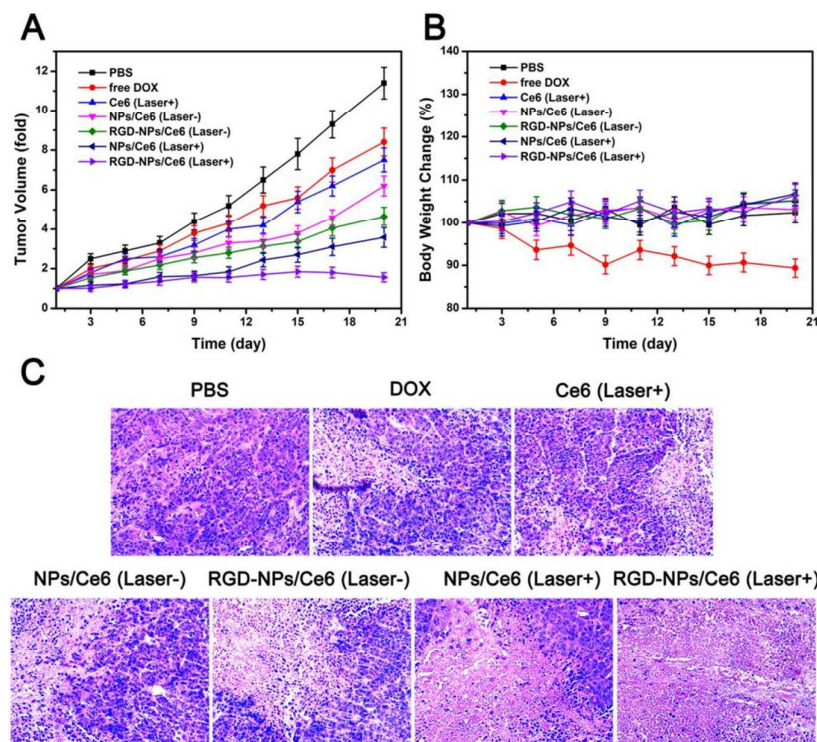 A
Tumor Volume (fold)
12
10
8
6
4
2
0
PBS
free DOX
Ce6 (Laser+)
NPs/Ce6 (Laser-)
RGD-NPs/Ce6 (Laser-)
NPs/Ce6 (Laser+)
RGD-NPs/Ce6 (Laser+)
3 6 9 12 15 18 21
Time (day)
B
Body Weight Change (%)
140
130
120
110
100
90
80
PBS
free DOX
Ce6 (Laser+)
NPs/Ce6 (Laser-)
RGD-NPs/Ce6 (Laser-)
NPs/Ce6 (Laser+)
RGD-NPs/Ce6 (Laser+)
3 6 9 12 15 18 21
Time (day)
C
PBS DOX Ce6 (Laser+)
NPs/Ce6 (Laser-) RGD-NPs/Ce6 (Laser-) NPs/Ce6 (Laser+) RGD-NPs/Ce6 (Laser+)